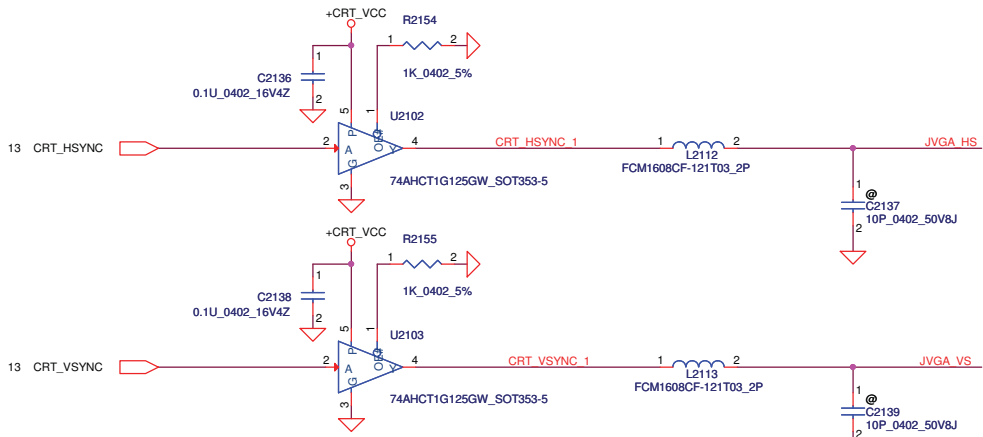 +CRT_VCC
R2154
1 2
1K_0402_5%
1
C2136
0.1U_0402_16V4Z
2
5
1
U2102
P
OE#
13 CRT_HSYNC
2
A
Y
4
CRT_HSYNC_1
1
2
L2112
FCM1608CF-121T03_2P
JVGA_HS
G
3
74AHCT1G125GW_SOT353-5
1
@
C2137
10P_0402_50V8J
2
+CRT_VCC
R2155
1 2
1K_0402_5%
1
C2138
0.1U_0402_16V4Z
2
5
1
U2103
P
OE#
13 CRT_VSYNC
2
A
Y
4
CRT_VSYNC_1
1
2
L2113
FCM1608CF-121T03_2P
JVGA_VS
G
3
74AHCT1G125GW_SOT353-5
1
@
C2139
10P_0402_50V8J
2